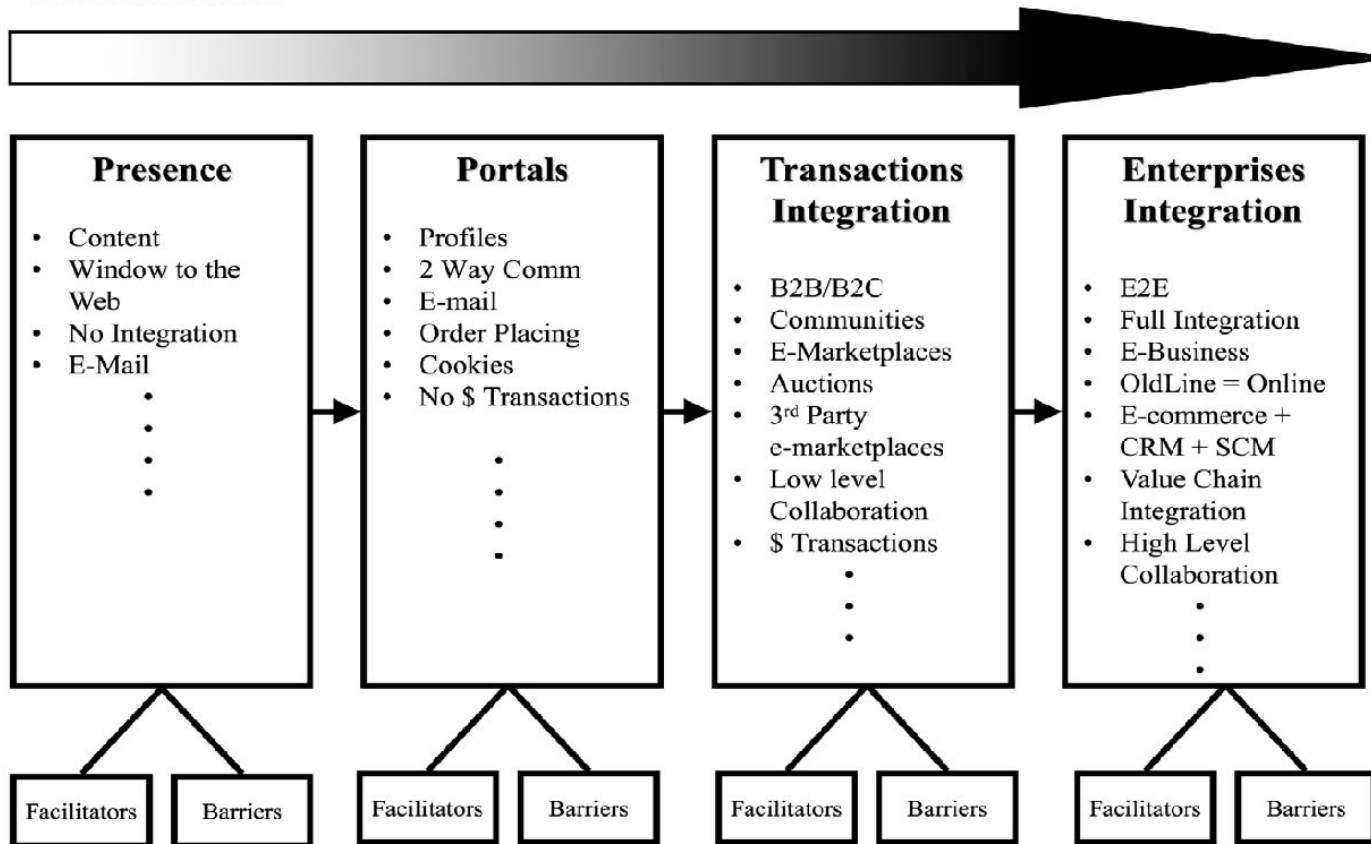 Presence
• Content
• Window to the
Web
• No Integration
• E-Mail
•
•
•
•
Portals
• Profiles
• 2 Way Comm
• E-mail
• Order Placing
• Cookies
• No $ Transactions
•
•
•
•
Transactions
Integration
• B2B/B2C
• Communities
• E-Marketplaces
• Auctions
• 3rd Party
e-marketplaces
• Low level
Collaboration
• $ Transactions
•
•
•
Enterprises
Integration
• E2E
• Full Integration
• E-Business
• OldLine = Online
• E-commerce +
CRM + SCM
• Value Chain
Integration
• High Level
Collaboration
•
•
•
Facilitators
Barriers
Facilitators
Barriers
Facilitators
Barriers
Facilitators
Barriers